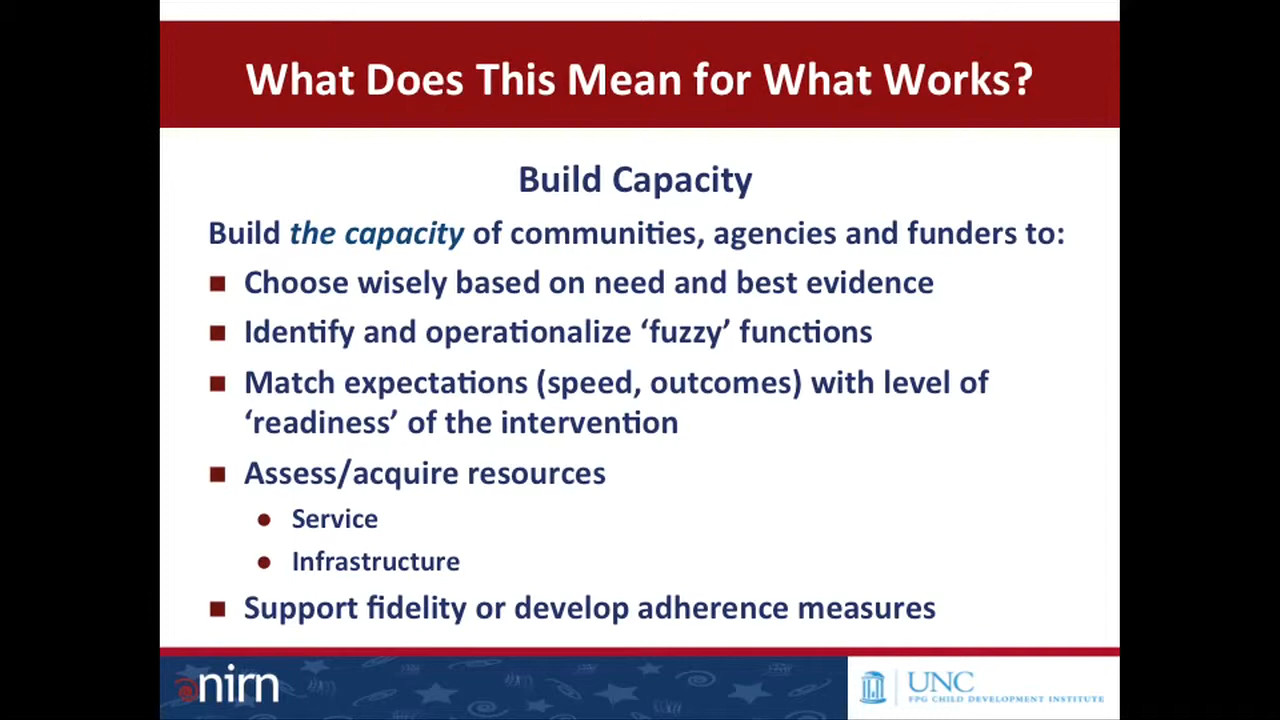 What Does This Mean for What Works?
Build Capacity
Build the capacity of communities, agencies and funders to:
Choose wisely based on need and best evidence
Identify and operationalize ‘fuzzy’ functions
Match expectations (speed, outcomes) with level of
‘readiness’ of the intervention
Assess/acquire resources
Service
Infrastructure
Support fidelity or develop adherence measures
nirn
UNC
FPG CHILD DEVELOPMENT INSTITUTE